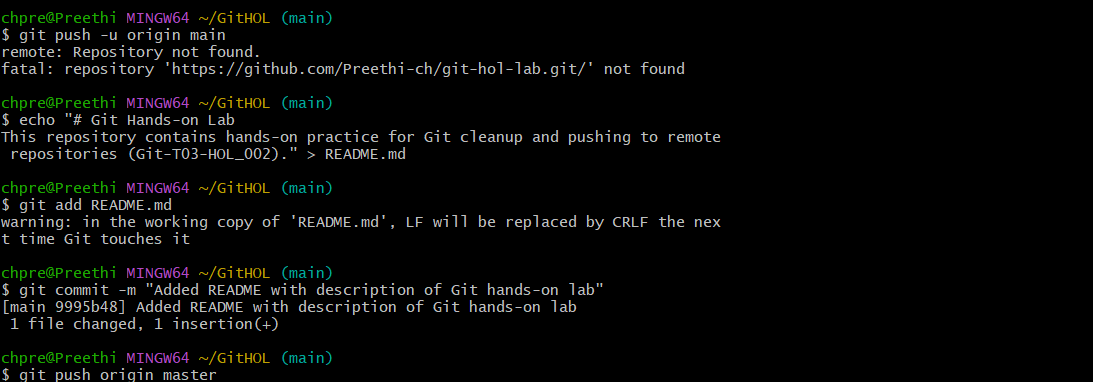 chpre@Preethi MINGW64 ~/GitHOL (main)
$ git push -u origin main
remote: Repository not found.
fatal: repository 'https://github.com/Preethi-ch/git-hol-lab.git/' not found
chpre@Preethi MINGW64 ~/GitHOL (main)
$ echo "# Git Hands-on Lab
This repository contains hands-on practice for Git cleanup and pushing to remote
 repositories (Git-T03-HOL_002)." > README.md
chpre@Preethi MINGW64 ~/GitHOL (main)
$ git add README.md
warning: in the working copy of 'README.md', LF will be replaced by CRLF the nex
t time Git touches it
chpre@Preethi MINGW64 ~/GitHOL (main)
$ git commit -m "Added README with description of Git hands-on lab"
[main 9995b48] Added README with description of Git hands-on lab
 1 file changed, 1 insertion(+)
chpre@Preethi MINGW64 ~/GitHOL (main)
$ git push origin master